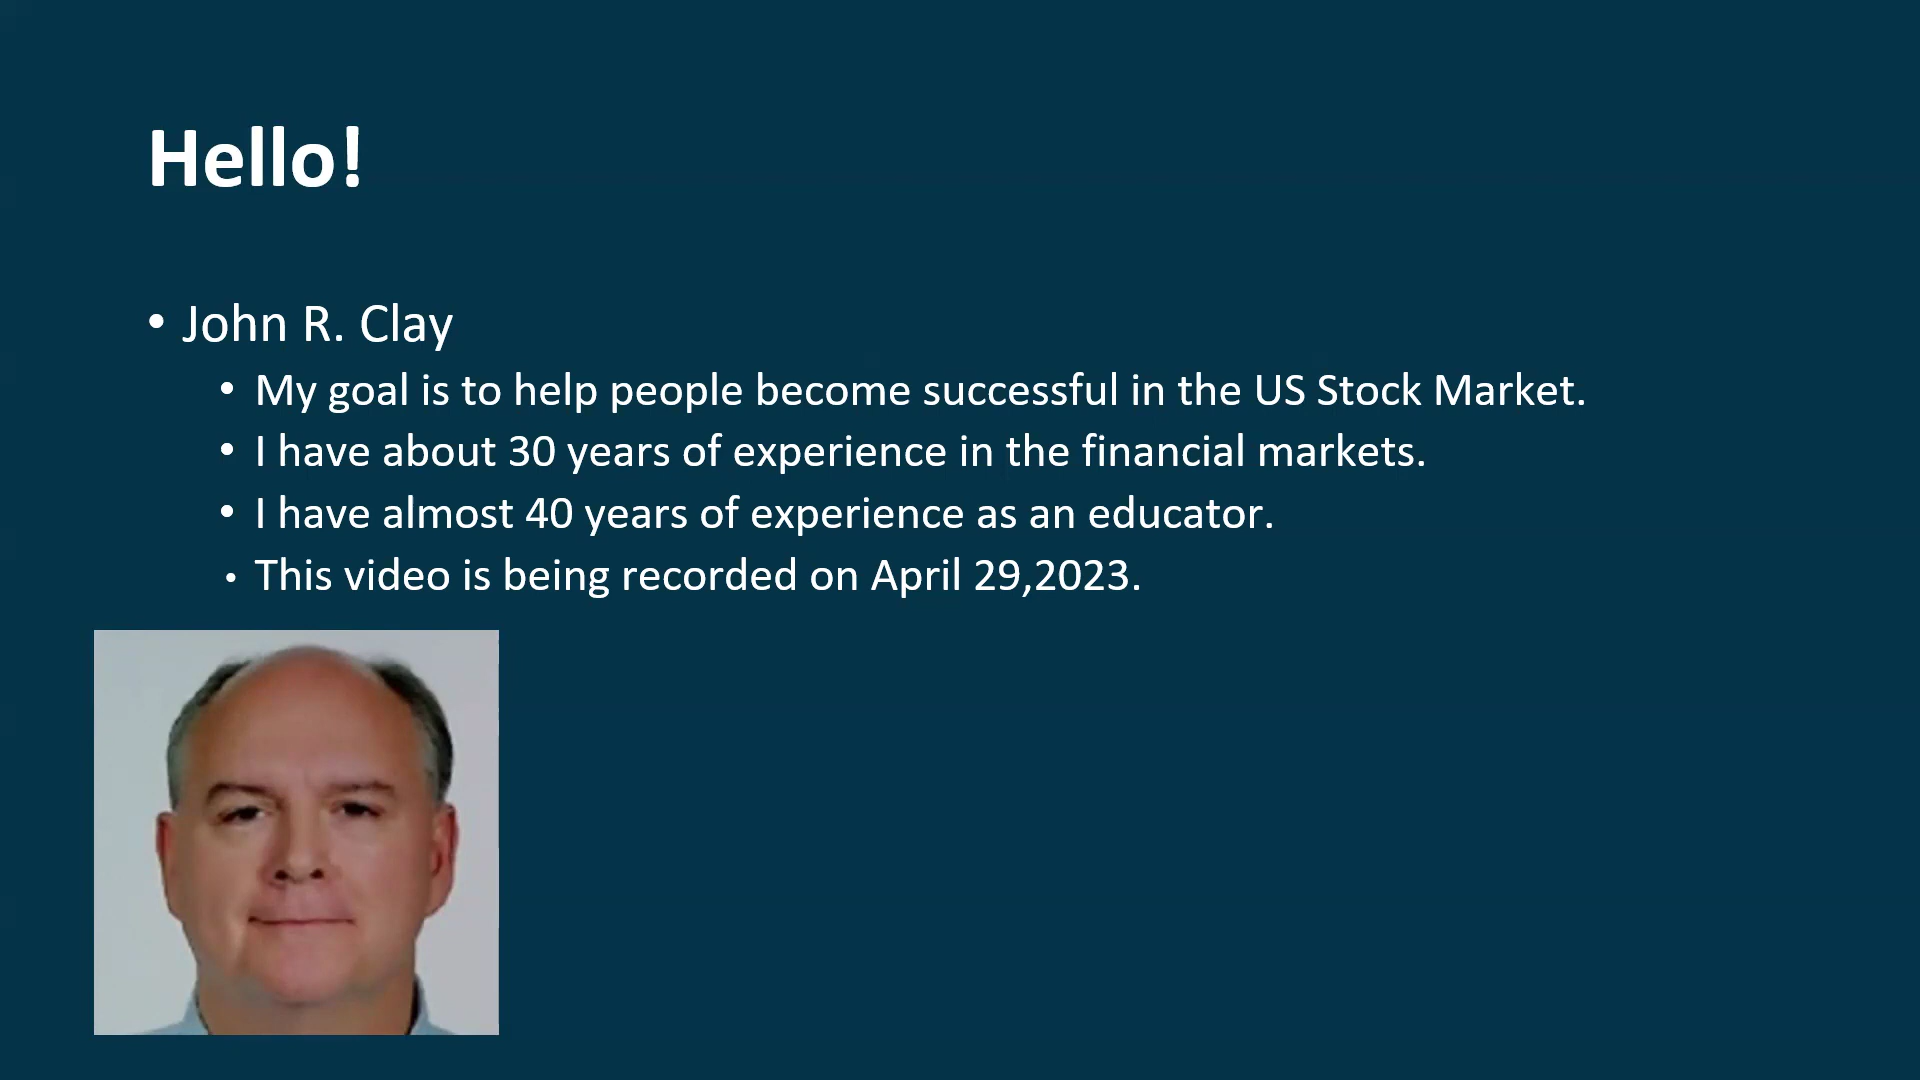 Hello!
• John R. Clay
• My goal is to help people become successful in the US Stock Market.
• I have about 30 years of experience in the financial markets.
• I have almost 40 years of experience as an educator.
• This video is being recorded on April 29,2023.